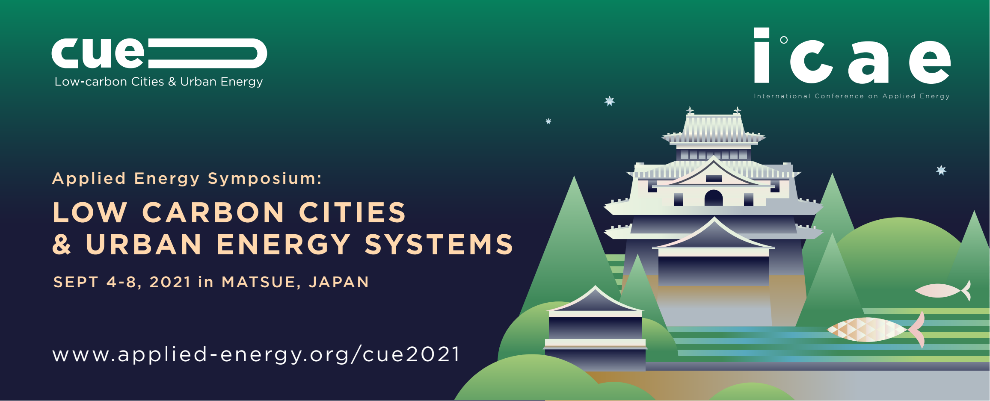 cue
Low-carbon Cities & Urban Energy
i°cae
International Conference on Applied Energy
Applied Energy Symposium:
LOW CARBON CITIES
& URBAN ENERGY SYSTEMS
SEPT 4-8, 2021 in MATSUE, JAPAN
www.applied-energy.org/cue2021